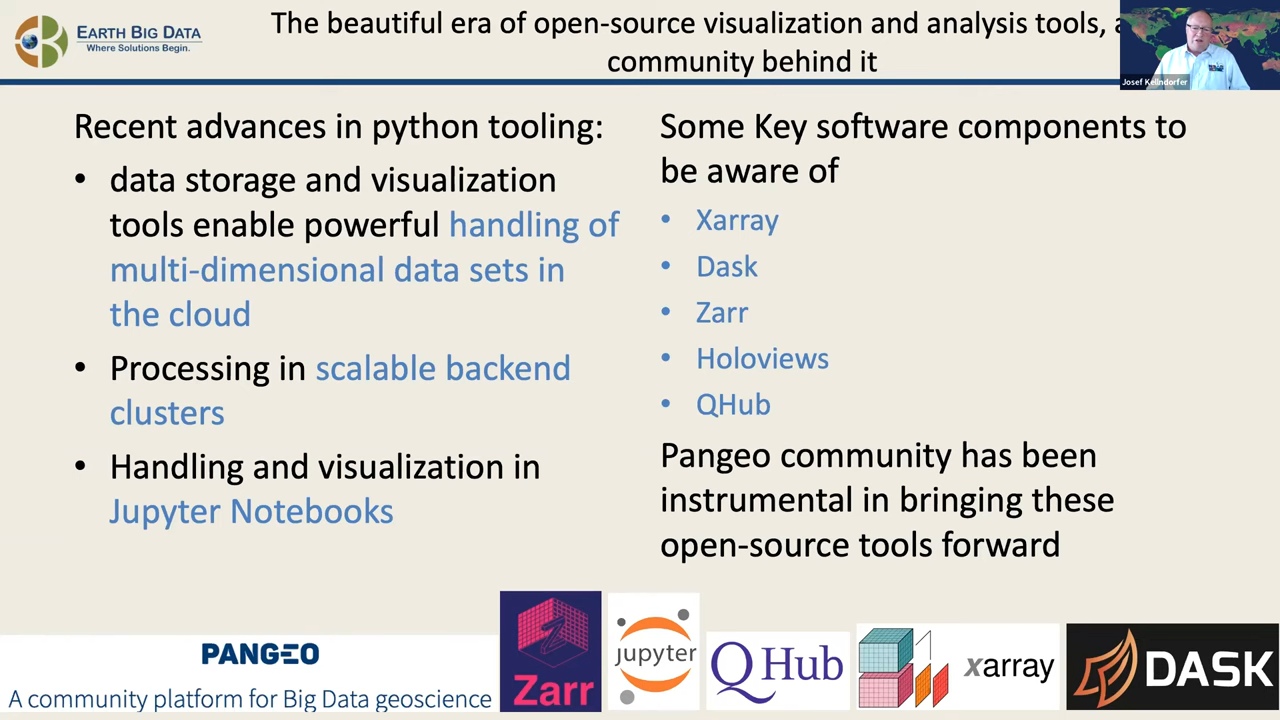 EARTH BIG DATA
Where Solutions Begin.
The beautiful era of open-source visualization and analysis tools,
community behind it
Josef Kellndorfer
Recent advances in python tooling:
• data storage and visualization
tools enable powerful handling of
multi-dimensional data sets in
the cloud
• Processing in scalable backend
clusters
• Handling and visualization in
Jupyter Notebooks
Some Key software components to
be aware of
• Xarray
• Dask
• Zarr
• Holoviews
• QHub
Pangeo community has been
instrumental in bringing these
open-source tools forward
PANGEO
A community platform for Big Data geoscience
Zarr
jupyter
QHub
xarray
DASK